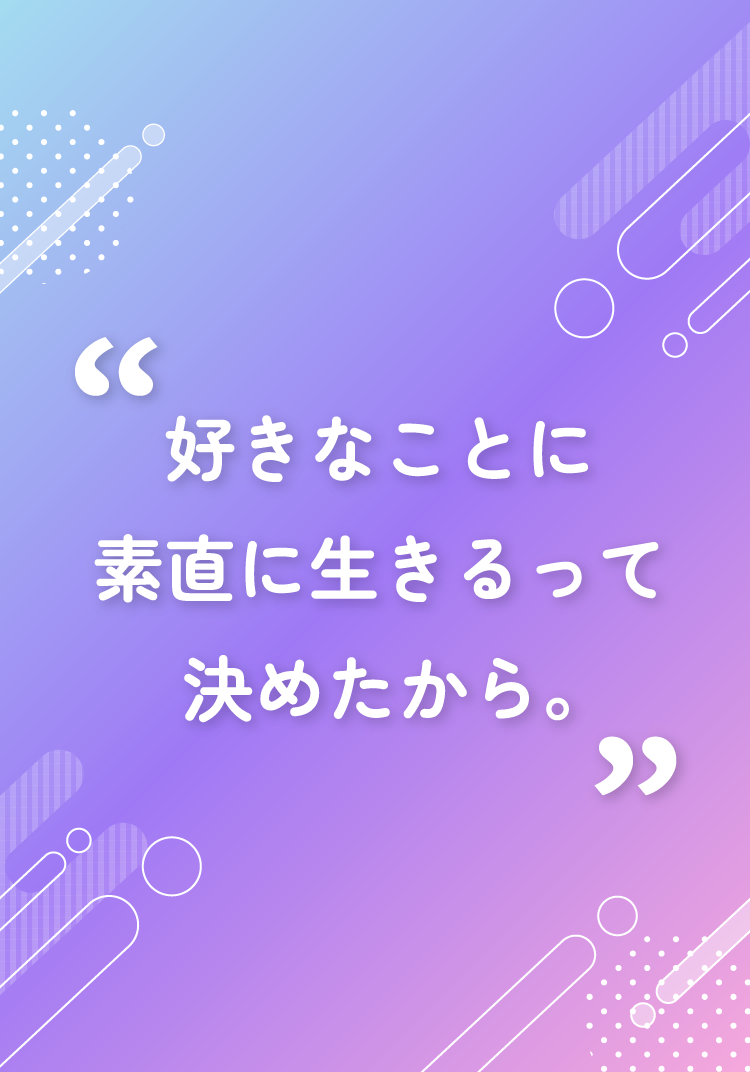 “
好きなことに
素直に生きるって
決めたから。
”